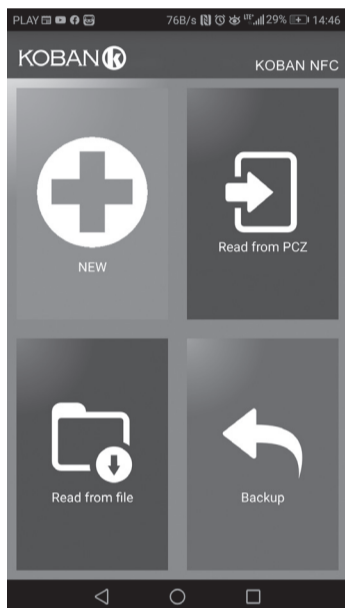 PLAY 76B/s 29% 14:46
KOBAN k
KOBAN NFC
NEW
Read from PCZ
Read from file
Backup